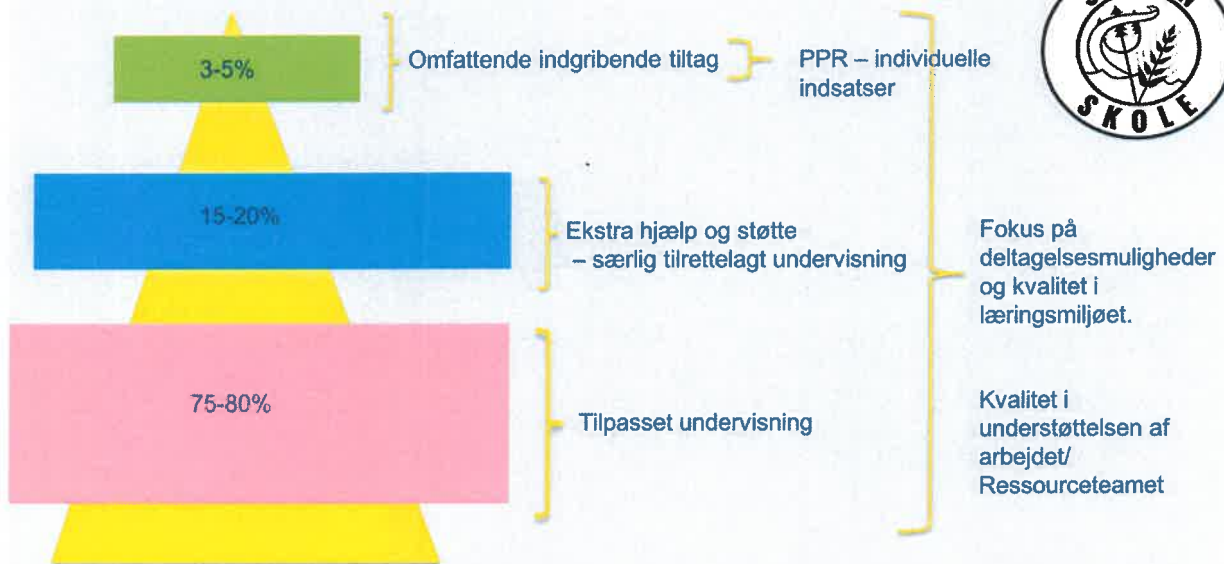 3-5%
Omfattende indgribende tiltag
PPR – individuelle
indsatser
SKOLE
15-20%
Ekstra hjælp og støtte
– særlig tilrettelagt undervisning
Fokus på
deltagelsesmuligheder
og kvalitet i
læringsmiljøet.
75-80%
Tilpasset undervisning
Kvalitet i
understøttelsen af
arbejdet/
Ressourceteamet